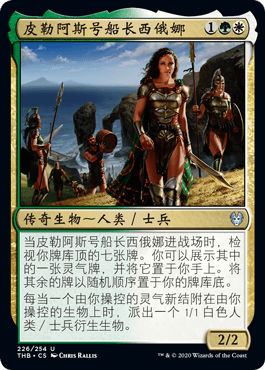 皮勒阿斯号船长西俄娜 1
传奇生物～人类/士兵
当皮勒阿斯号船长西俄娜进战场时，检
视你牌库顶的七张牌。你可以展示其中
的一张灵气牌，并将它置于你手上。将
其余的牌以随机顺序置于你的牌库底。
每当一个由你操控的灵气新结附在由你
操控的生物上时，派出一个 1/1 白色人
类/士兵衍生生物。
2/2
226/254 U
THB • CS CHRIS RALLIS
™ & © 2020 Wizards of the Coast